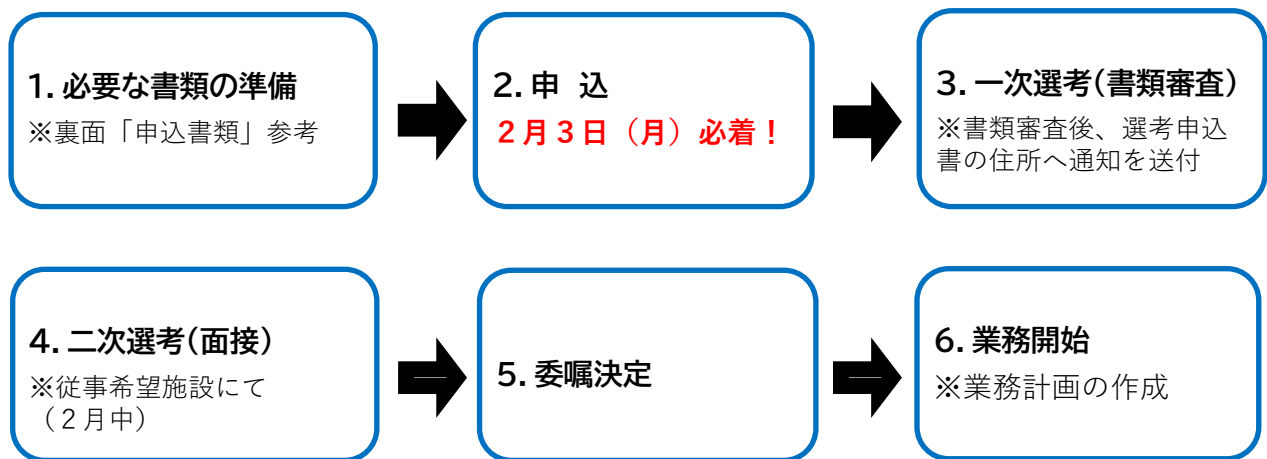 1. 必要な書類の準備
※裏面「申込書類」参考
2. 申　込
２月３日（月）必着！
3. 一次選考(書類審査)
※書類審査後、選考申込
書の住所へ通知を送付
4. 二次選考(面接)
※従事希望施設にて
（２月中）
5. 委嘱決定
6. 業務開始
※業務計画の作成